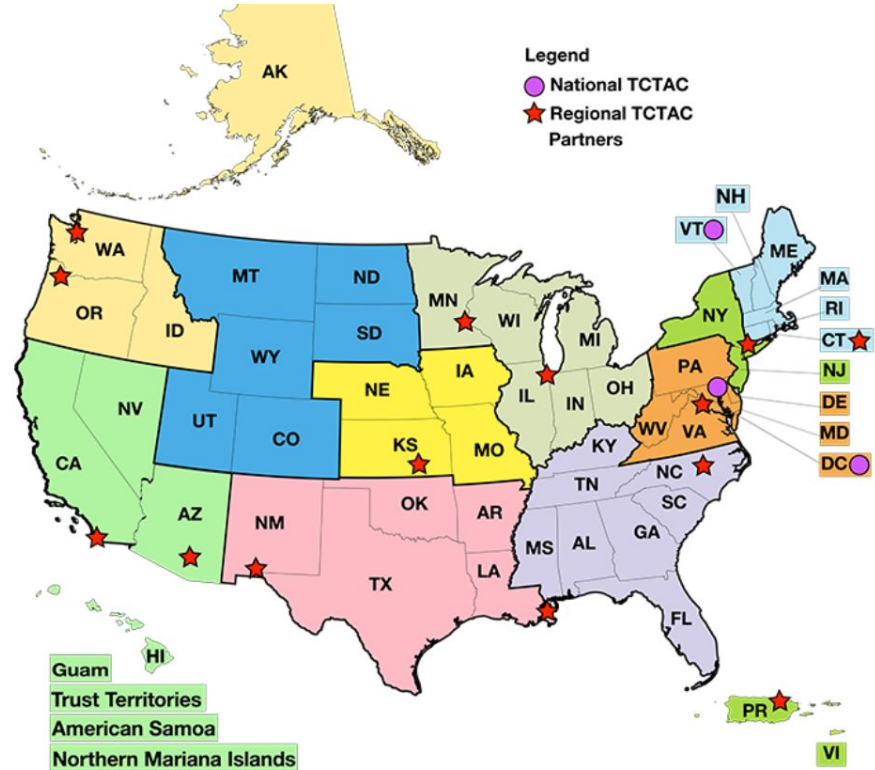 AK
Legend
National TCTAC
Regional TCTAC
Partners
NH
VT
ME
WA
MT
ND
MN
MA
OR
ID
SD
WI
MI
NY
RI
WY
CT
NV
UT
CO
NE
IA
IL
IN
OH
PA
NJ
DE
CA
KS
MO
KY
WV
VA
MD
DC
AZ
NM
OK
AR
TN
NC
SC
TX
LA
MS
AL
GA
FL
HI
Guam
Trust Territories
American Samoa
Northern Mariana Islands
PR
VI